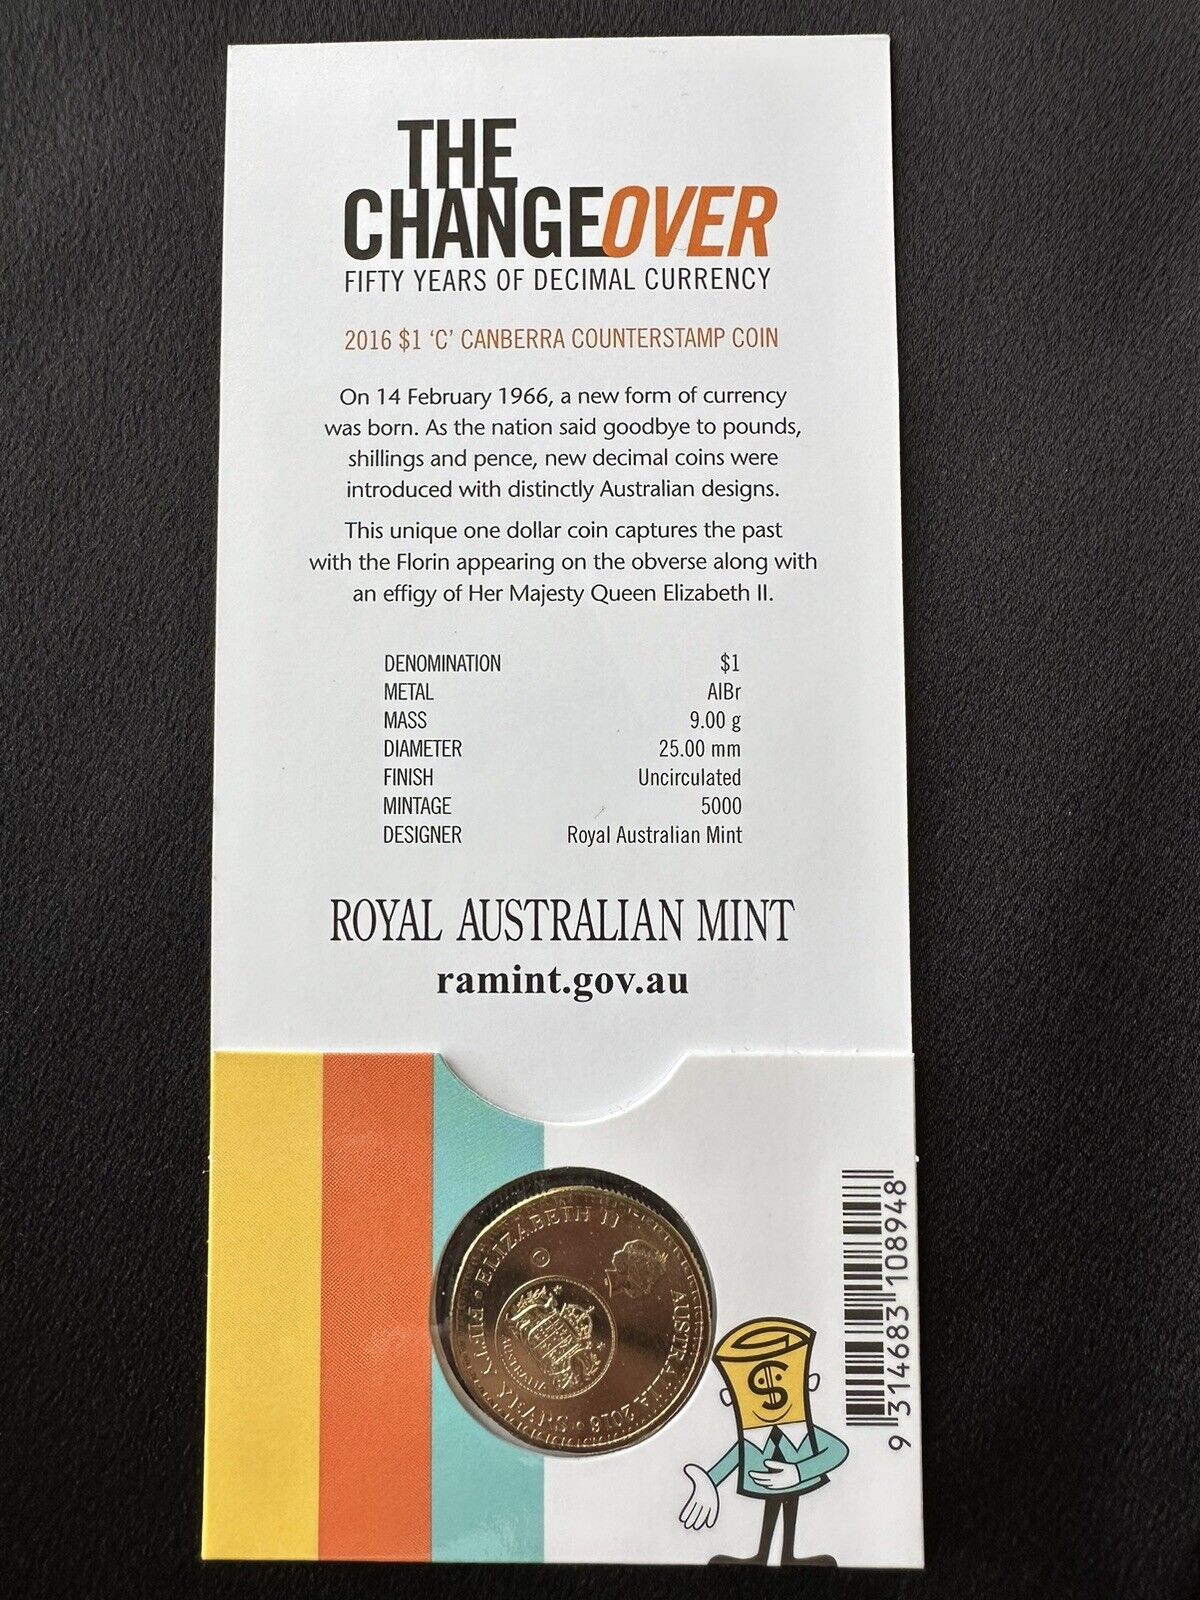 THE
CHANGEOVER
FIFTY YEARS OF DECIMAL CURRENCY
2016 $1 ‘C’ CANBERRA COUNTERSTAMP COIN
On 14 February 1966, a new form of currency
was born. As the nation said goodbye to pounds,
shillings and pence, new decimal coins were
introduced with distinctly Australian designs.
This unique one dollar coin captures the past
with the Florin appearing on the obverse along with
an effigy of Her Majesty Queen Elizabeth II.
DENOMINATION $1
METAL AlBr
MASS 9.00 g
DIAMETER 25.00 mm
FINISH Uncirculated
MINTAGE 5000
DESIGNER Royal Australian Mint
ROYAL AUSTRALIAN MINT
ramint.gov.au
ELIZABETH II
AUSTRALIA 2016
FIFTY YEARS
AUSTRALIA
C
$
9 314683 108948